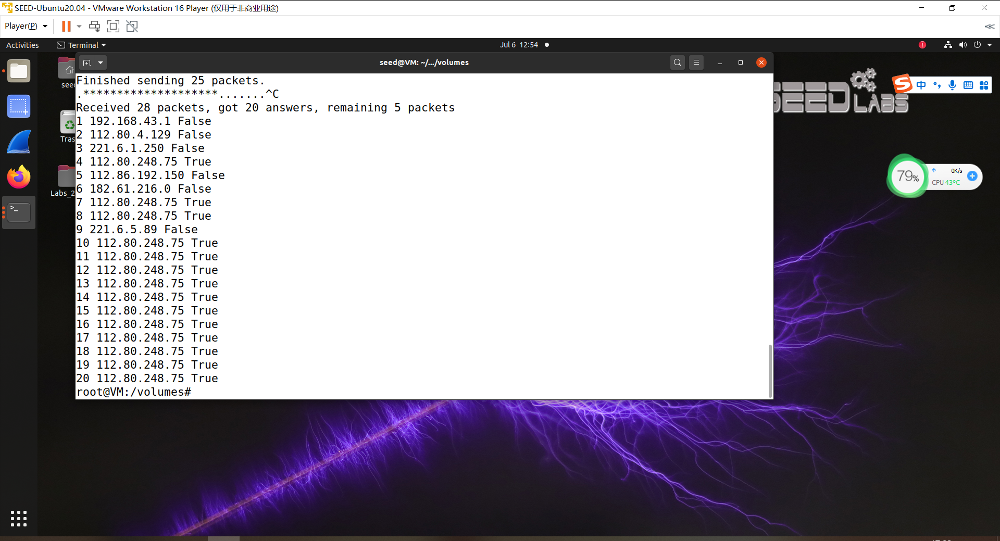 SEED-Ubuntu20.04 - VMware Workstation 16 Player (仅用于非商业用途)
Player(P)
Activities
Terminal
Jul 6 12:54
seed@VM: ~/.../volumes
Finished sending 25 packets.
.********************.......^C
Received 28 packets, got 20 answers, remaining 5 packets
1 192.168.43.1 False
2 112.80.4.129 False
3 221.6.1.250 False
4 112.80.248.75 True
5 112.86.192.150 False
6 182.61.216.0 False
7 112.80.248.75 True
8 112.80.248.75 True
9 221.6.5.89 False
10 112.80.248.75 True
11 112.80.248.75 True
12 112.80.248.75 True
13 112.80.248.75 True
14 112.80.248.75 True
15 112.80.248.75 True
16 112.80.248.75 True
17 112.80.248.75 True
18 112.80.248.75 True
19 112.80.248.75 True
20 112.80.248.75 True
root@VM:/volumes#
seed
Tras
Labs_2
SEED LABS
中
79%
0K/s
CPU 43°C